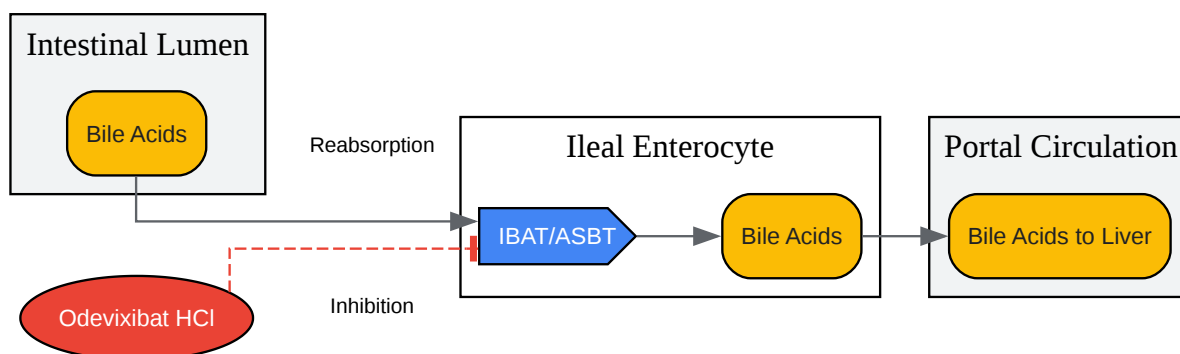 Intestinal Lumen
Bile Acids
Reabsorption
Ileal Enterocyte
IBAT/ASBT
Bile Acids
Portal Circulation
Bile Acids to Liver
Odevixibat HCl
Inhibition